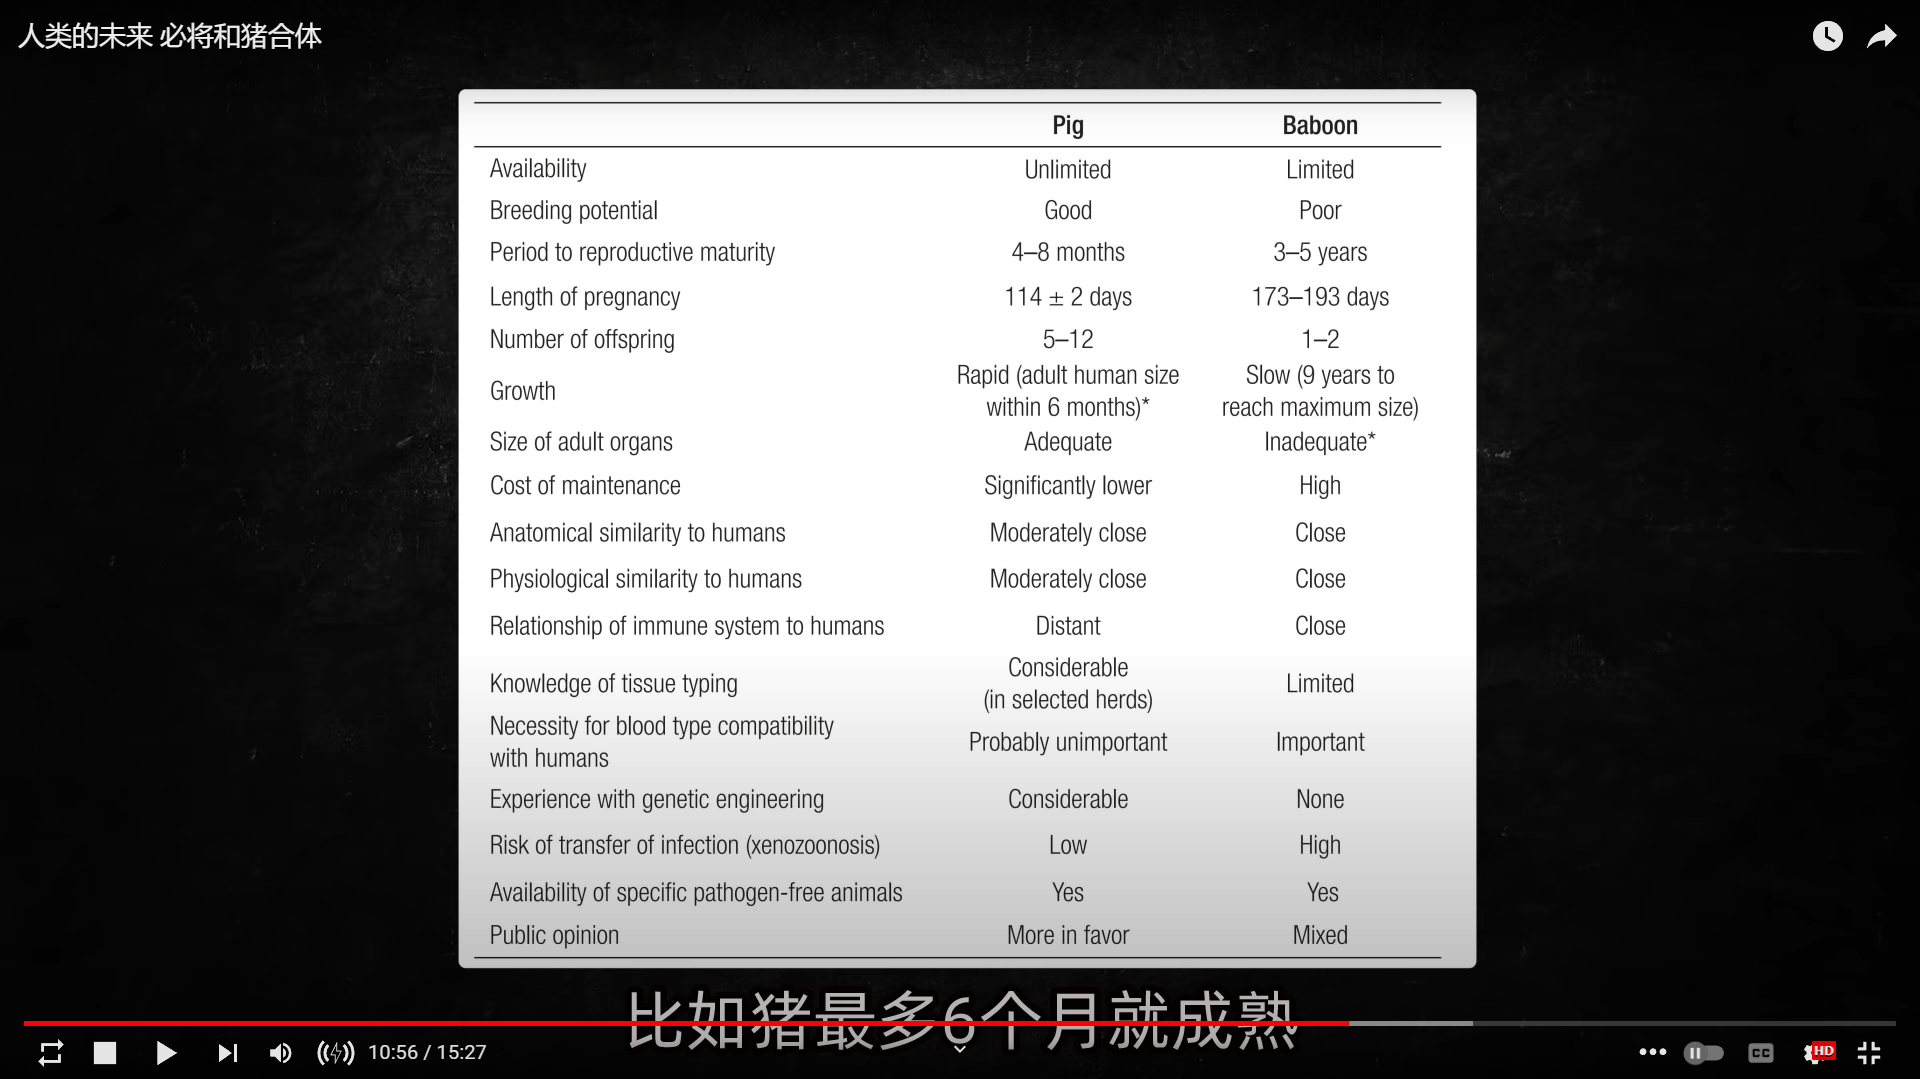 人类的未来 必将和猪合体
Pig Baboon
Availability Unlimited Limited
Breeding potential Good Poor
Period to reproductive maturity 4–8 months 3–5 years
Length of pregnancy 114 ± 2 days 173–193 days
Number of offspring 5–12 1–2
Growth Rapid (adult human size within 6 months)* Slow (9 years to reach maximum size)
Size of adult organs Adequate Inadequate*
Cost of maintenance Significantly lower High
Anatomical similarity to humans Moderately close Close
Physiological similarity to humans Moderately close Close
Relationship of immune system to humans Distant Close
Knowledge of tissue typing Considerable (in selected herds) Limited
Necessity for blood type compatibility with humans Probably unimportant Important
Experience with genetic engineering Considerable None
Risk of transfer of infection (xenozoonosis) Low High
Availability of specific pathogen-free animals Yes Yes
Public opinion More in favor Mixed
比如猪最多6个月就成熟
10:56 / 15:27
CC
HD